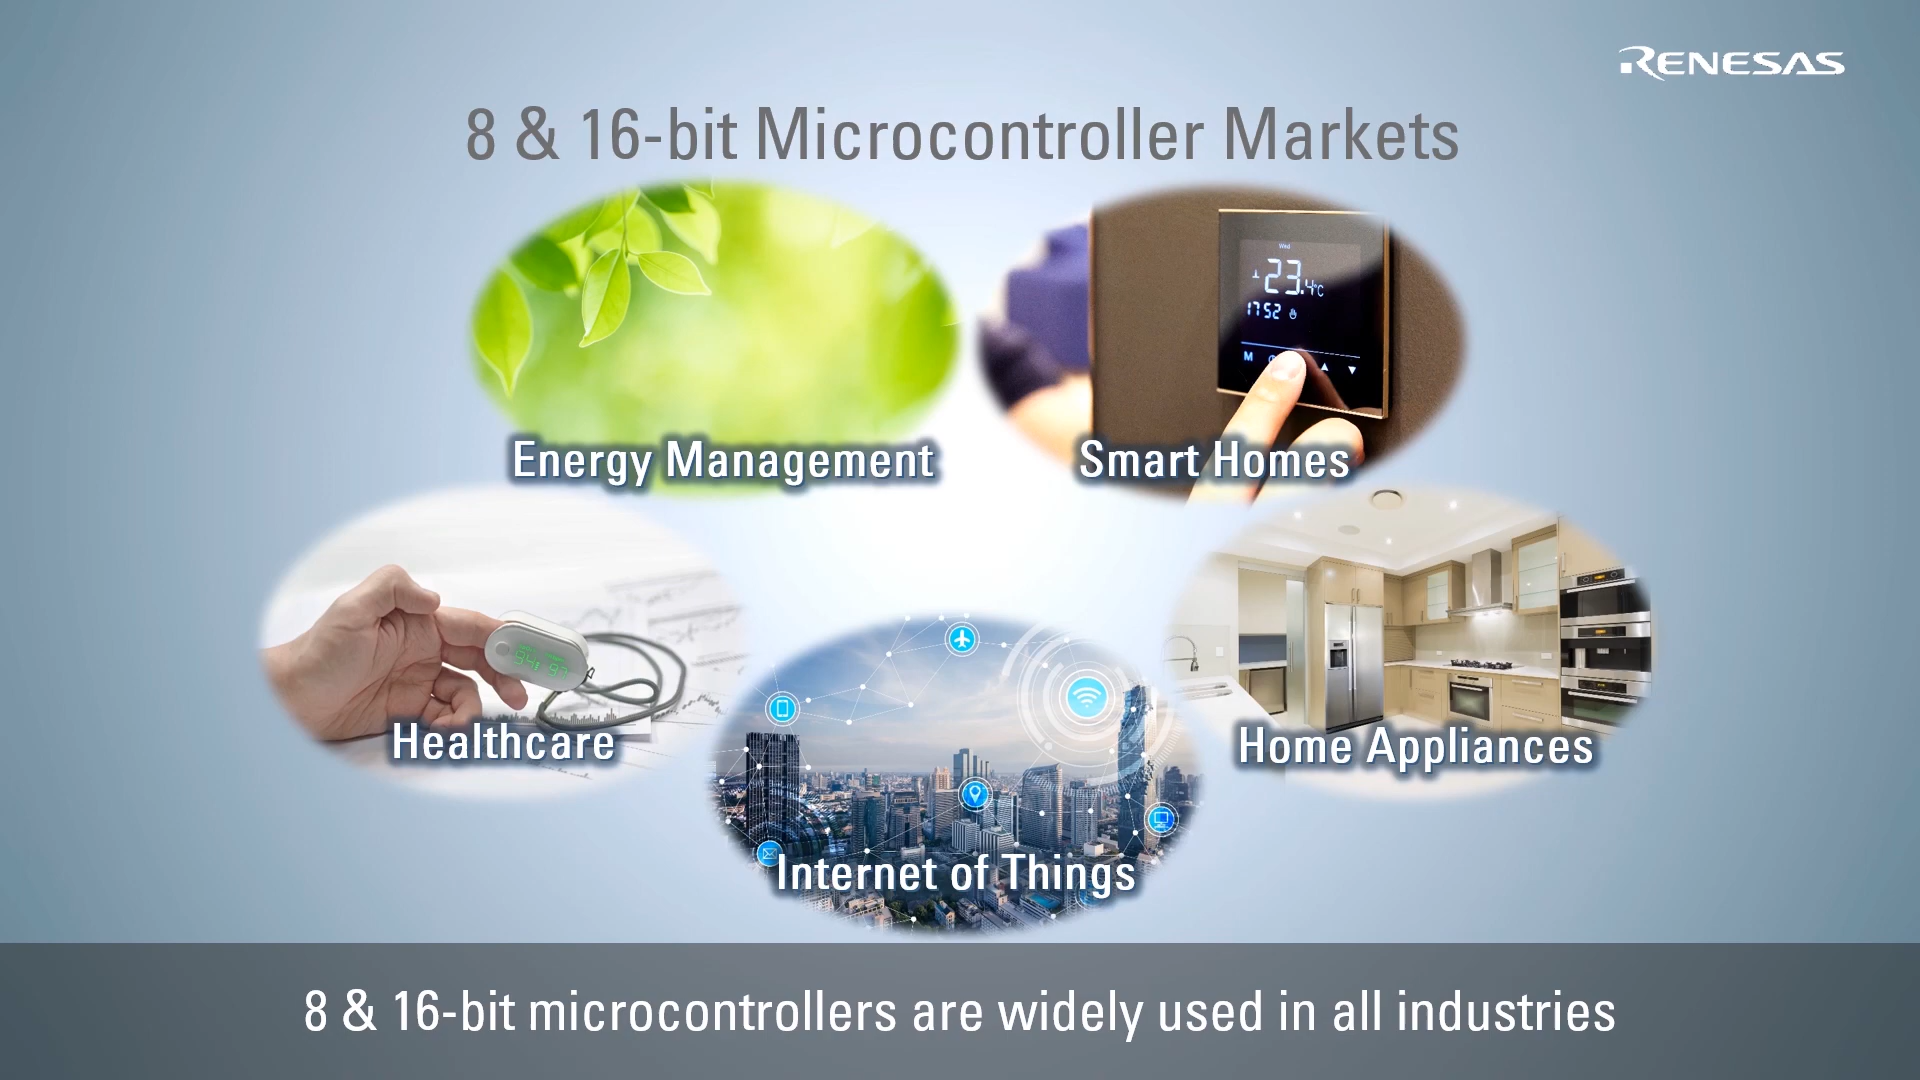 RENESAS
8 & 16-bit Microcontroller Markets
Energy Management
Wed
23.4°C
17 52
M
Smart Homes
Healthcare
Home Appliances
Internet of Things
8 & 16-bit microcontrollers are widely used in all industries